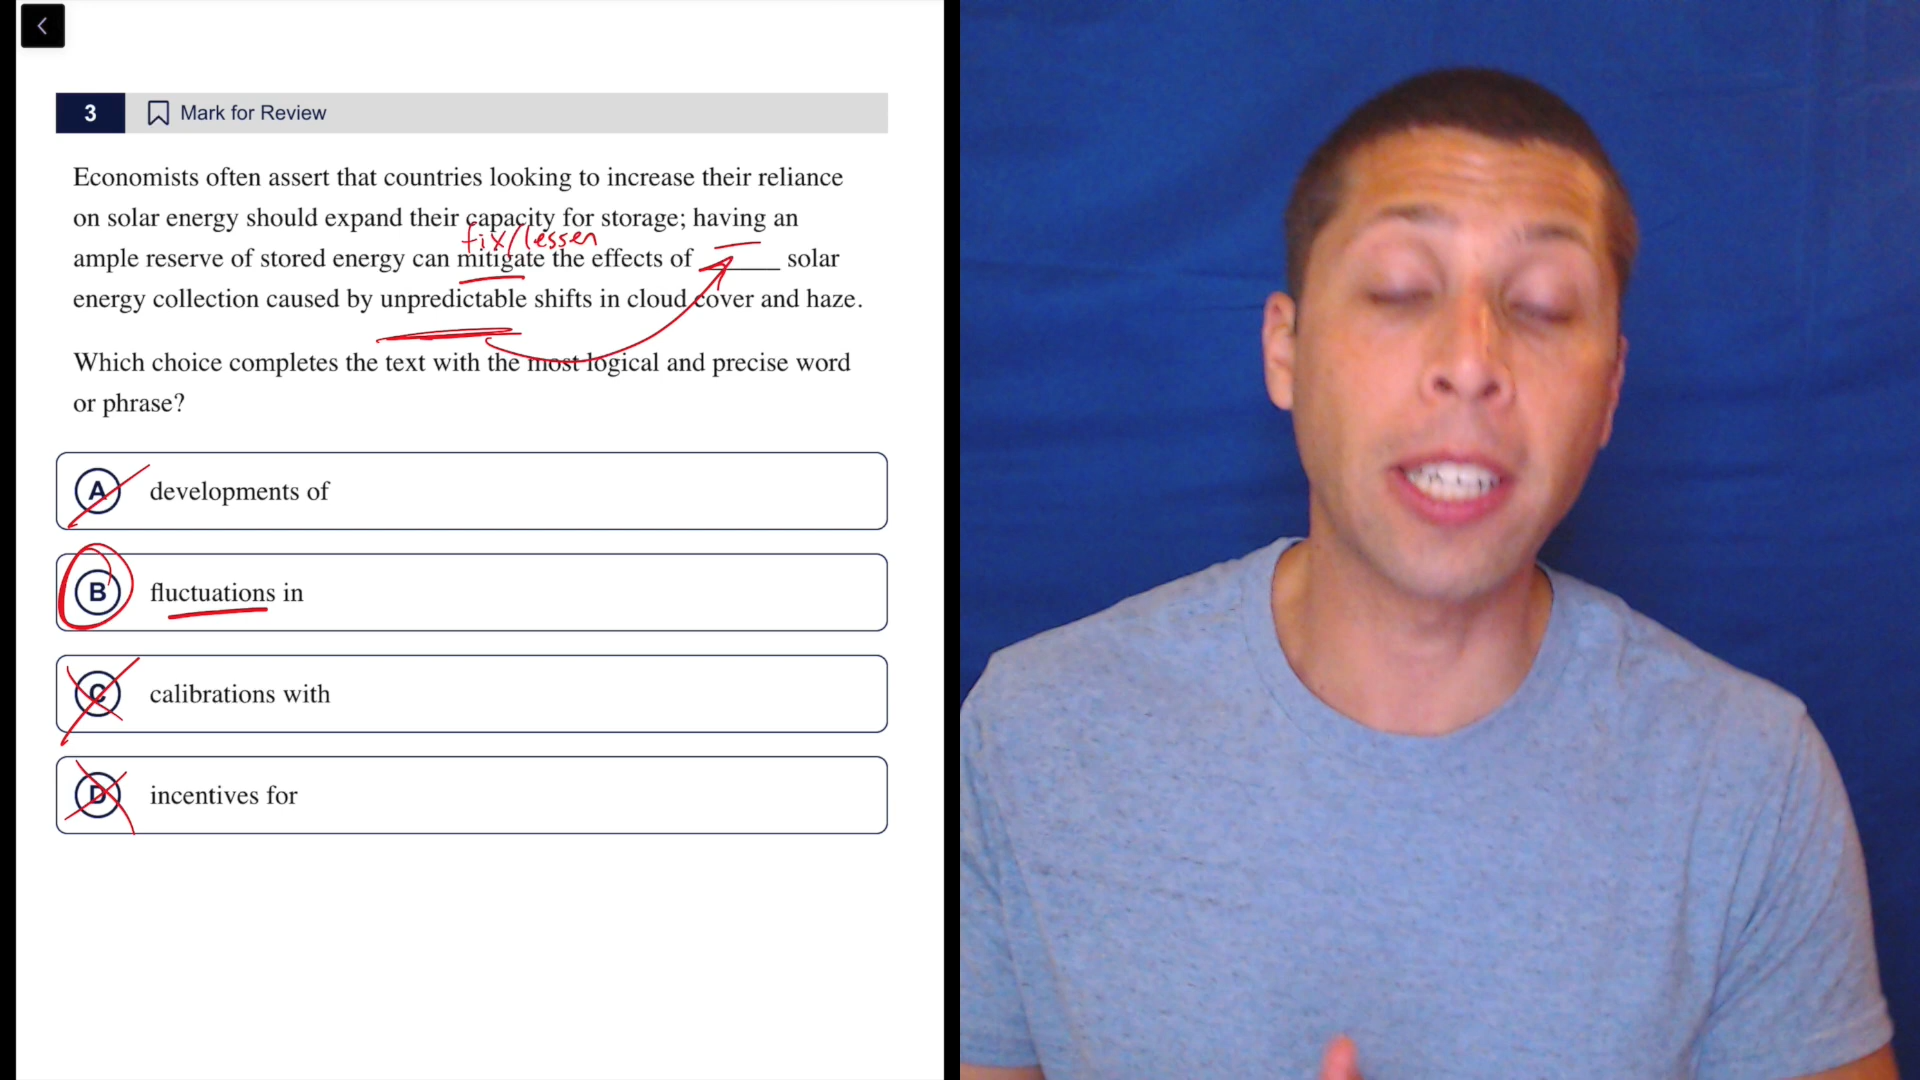 3 Mark for Review
Economists often assert that countries looking to increase their reliance
on solar energy should expand their capacity for storage; having an
fix/lessen
ample reserve of stored energy can mitigate the effects of ______ solar
energy collection caused by unpredictable shifts in cloud cover and haze.
Which choice completes the text with the most logical and precise word
or phrase?
A developments of
B fluctuations in
C calibrations with
D incentives for